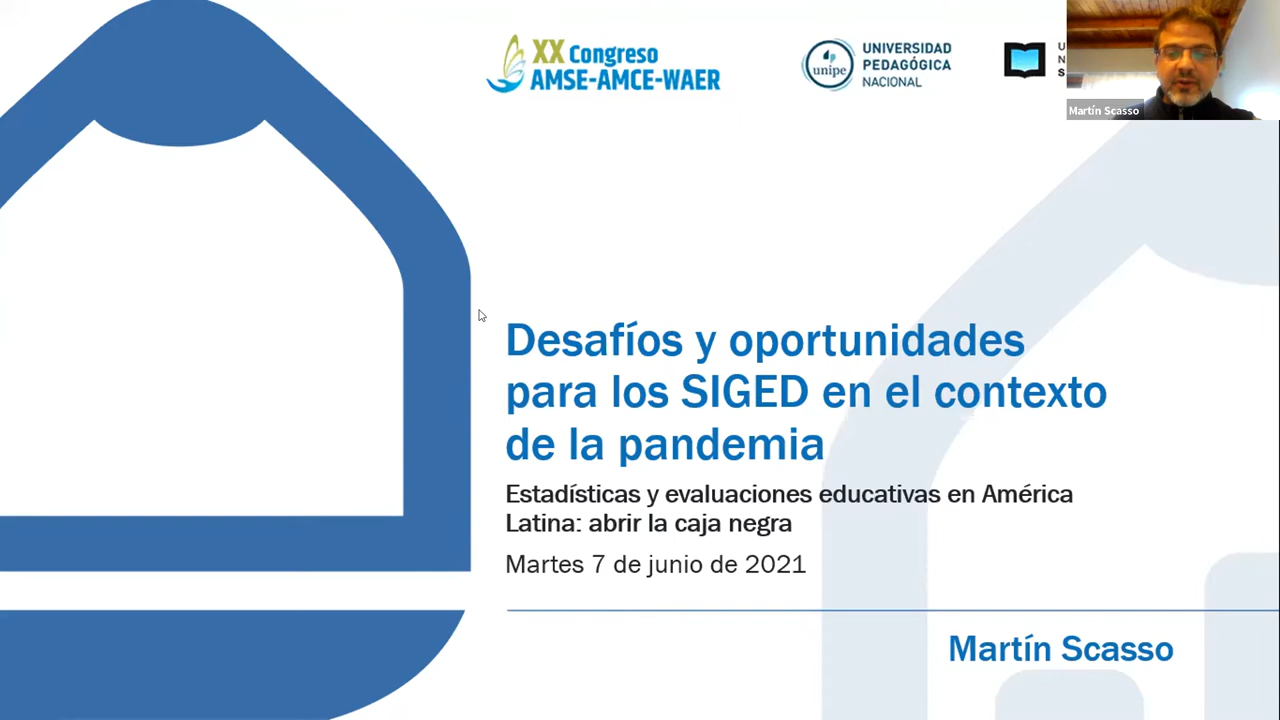 XX Congreso
AMSE-AMCE-WAER
unipe
UNIVERSIDAD
PEDAGÓGICA
NACIONAL
U
N
S
Martín Scasso
Desafíos y oportunidades
para los SIGED en el contexto
de la pandemia
Estadísticas y evaluaciones educativas en América
Latina: abrir la caja negra
Martes 7 de junio de 2021
Martín Scasso